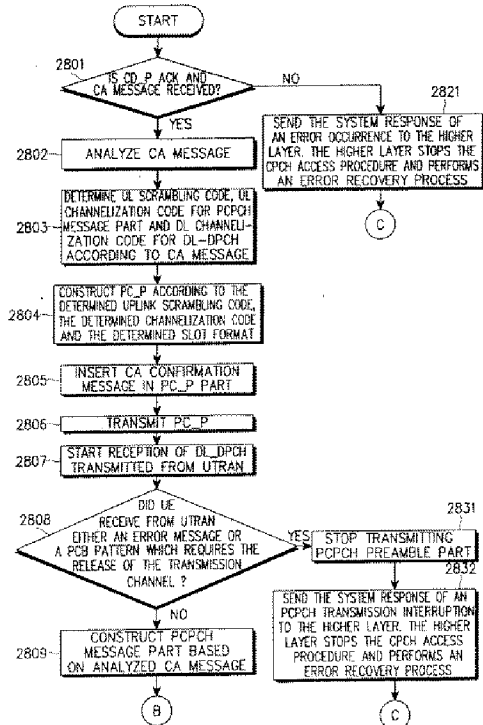 START
2801
IS CD_P ACK AND
CA MESSAGE RECEIVED?
NO
YES
2821
SEND THE SYSTEM RESPONSE OF
AN ERROR OCCURRENCE TO THE HIGHER
LAYER. THE HIGHER LAYER STOPS THE
CPCH ACCESS PROCEDURE AND PERFORMS
AN ERROR RECOVERY PROCESS
C
2802
ANALYZE CA MESSAGE
2803
DETERMINE UL SCRAMBLING CODE, UL
CHANNELIZATION CODE FOR PCPCH
MESSAGE PART AND DL CHANNELI-
ZATION CODE FOR DL-DPCH
ACCORDING TO CA MESSAGE
2804
CONSTRUCT PC_P ACCORDING TO THE
DETERMINED UPLINK SCRAMBLING CODE,
THE DETERMINED CHANNELIZATION CODE
AND THE DETERMINED SLOT FORMAT
2805
INSERT CA CONFIRMATION
MESSAGE IN PC_P PART
2806
TRANSMIT PC_P
2807
START RECEPTION OF DL_DPCH
TRANSMITTED FROM UTRAN
2808
DID UE
RECEIVE FROM UTRAN
EITHER AN ERROR MESSAGE OR
A PCB PATTERN WHICH REQUIRES THE
RELEASE OF THE TRANSMISSION
CHANNEL ?
YES
NO
2831
STOP TRANSMITTING
PCPCH PREAMBLE PART
2832
SEND THE SYSTEM RESPONSE OF AN
PCPCH TRANSMISSION INTERRUPTION
TO THE HIGHER LAYER. THE HIGHER
LAYER STOPS THE CPCH ACCESS
PROCEDURE AND PERFORMS AN
ERROR RECOVERY PROCESS
C
2809
CONSTRUCT PCPCH
MESSAGE PART BASED
ON ANALYZED CA MESSAGE
B